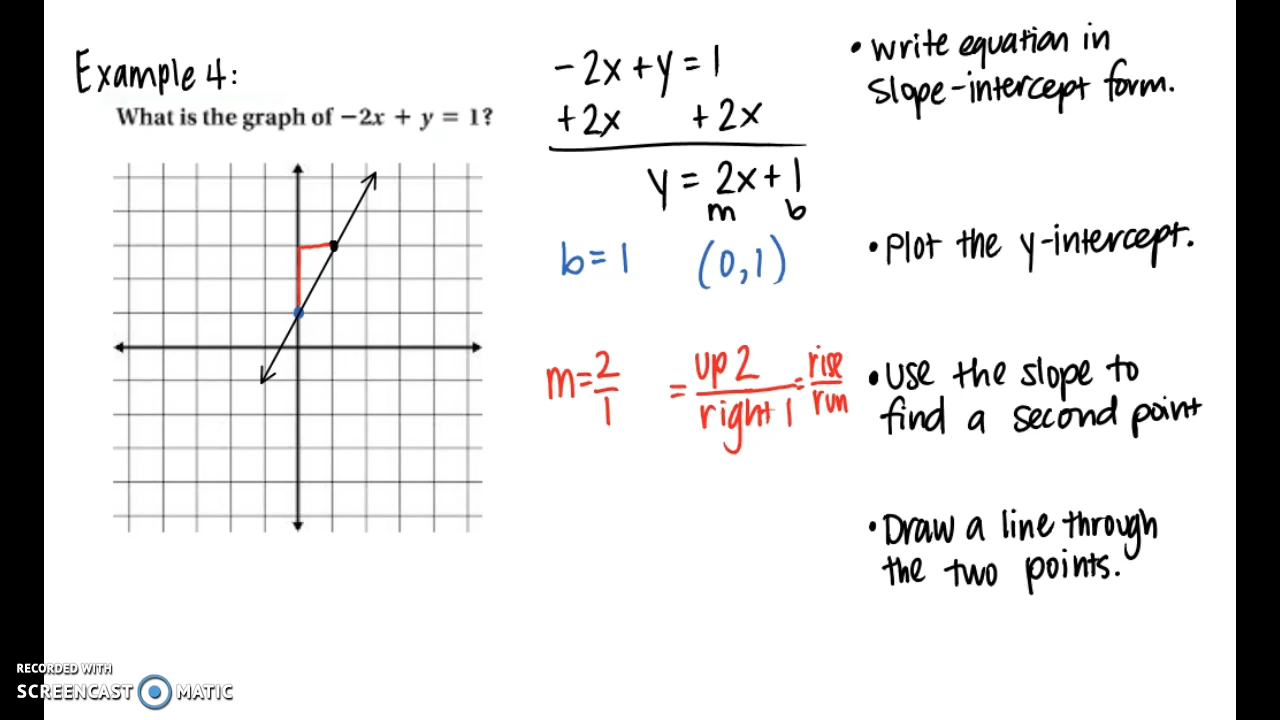 Example 4:
What is the graph of −2x + y = 1?
-2x + y = 1
+2x +2x
y = 2x + 1
m b
b = 1 (0,1)
m = 2/1 = up 2/right 1 = rise/run
• write equation in
slope-intercept form.
• Plot the y-intercept.
• Use the slope to
find a second point
• Draw a line through
the two points.
RECORDED WITH
SCREENCAST MATIC